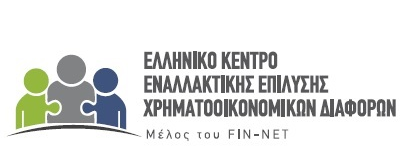 ΕΛΛΗΝΙΚΟ ΚΕΝΤΡΟ
ΕΝΑΛΛΑΚΤΙΚΗΣ ΕΠΙΛΥΣΗΣ
ΧΡΗΜΑΤΟΟΙΚΟΝΟΜΙΚΩΝ ΔΙΑΦΟΡΩΝ
Μέλος του FIN-NET